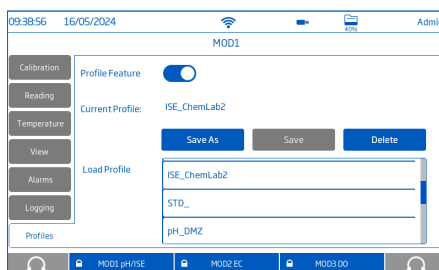 09:38:56 16/05/2024 40% Admi
MOD1
Calibration
Profile Feature
Reading
Current Profile: ISE_ChemLab2
Temperature
Save As Save Delete
View
Load Profile
ISE_ChemLab2
Alarms
STD_
Logging
pH_DMZ
Profiles
MOD1 pH/ISE MOD2 EC MOD3 DO